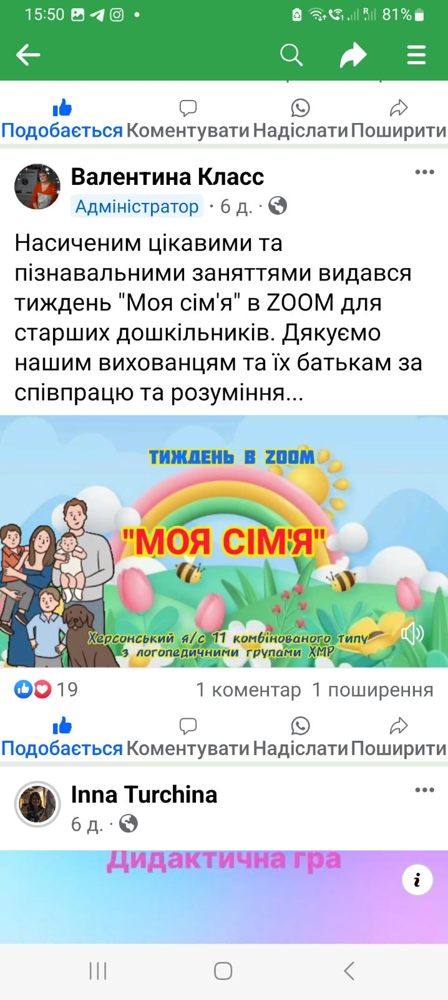 15:50
81%
Подобається Коментувати Надіслати Поширити
Валентина Класс
Адміністратор · 6 д. ·
Насиченим цікавими та
пізнавальними заняттями видався
тиждень "Моя сім'я" в ZOOM для
старших дошкільників. Дякуємо
нашим вихованцям та їх батькам за
співпрацю та розуміння...
ТИЖДЕНЬ В ZOOM
"МОЯ СІМ'Я"
Херсонський я/с 11 комбінованого типу
з логопедичними групами ХМР
19 1 коментар 1 поширення
Подобається Коментувати Надіслати Поширити
Inna Turchina
6 д. ·
Дидактична гра